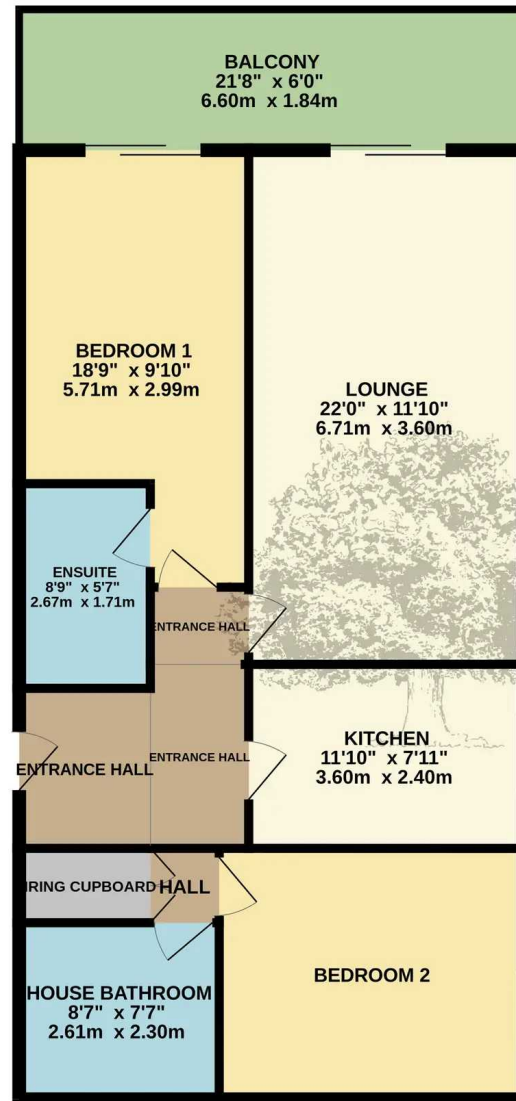 BALCONY
21'8" x 6'0"
6.60m x 1.84m
BEDROOM 1
18'9" x 9'10"
5.71m x 2.99m
LOUNGE
22'0" x 11'10"
6.71m x 3.60m
ENSUITE
8'9" x 5'7"
2.67m x 1.71m
ENTRANCE HALL
ENTRANCE HALL
ENTRANCE HALL
KITCHEN
11'10" x 7'11"
3.60m x 2.40m
IRING CUPBOARD
HALL
BEDROOM 2
HOUSE BATHROOM
8'7" x 7'7"
2.61m x 2.30m